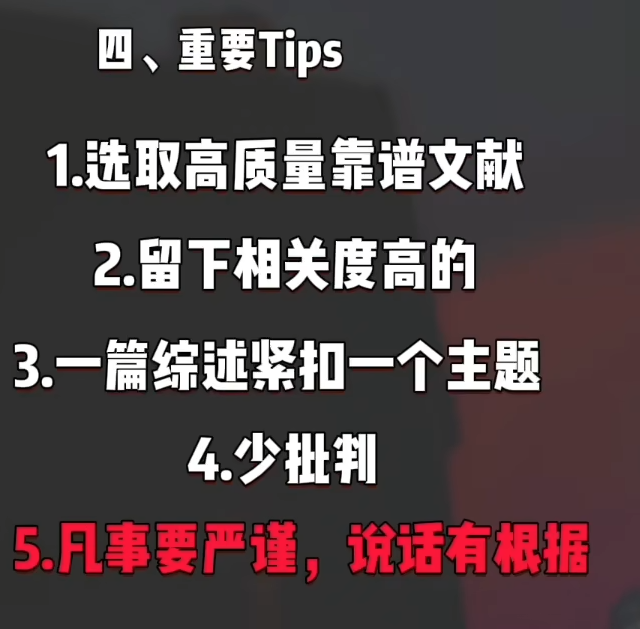 四、重要Tips
1.选取高质量靠谱文献
2.留下相关度高的
3.一篇综述紧扣一个主题
4.少批判
5.凡事要严谨，说话有根据